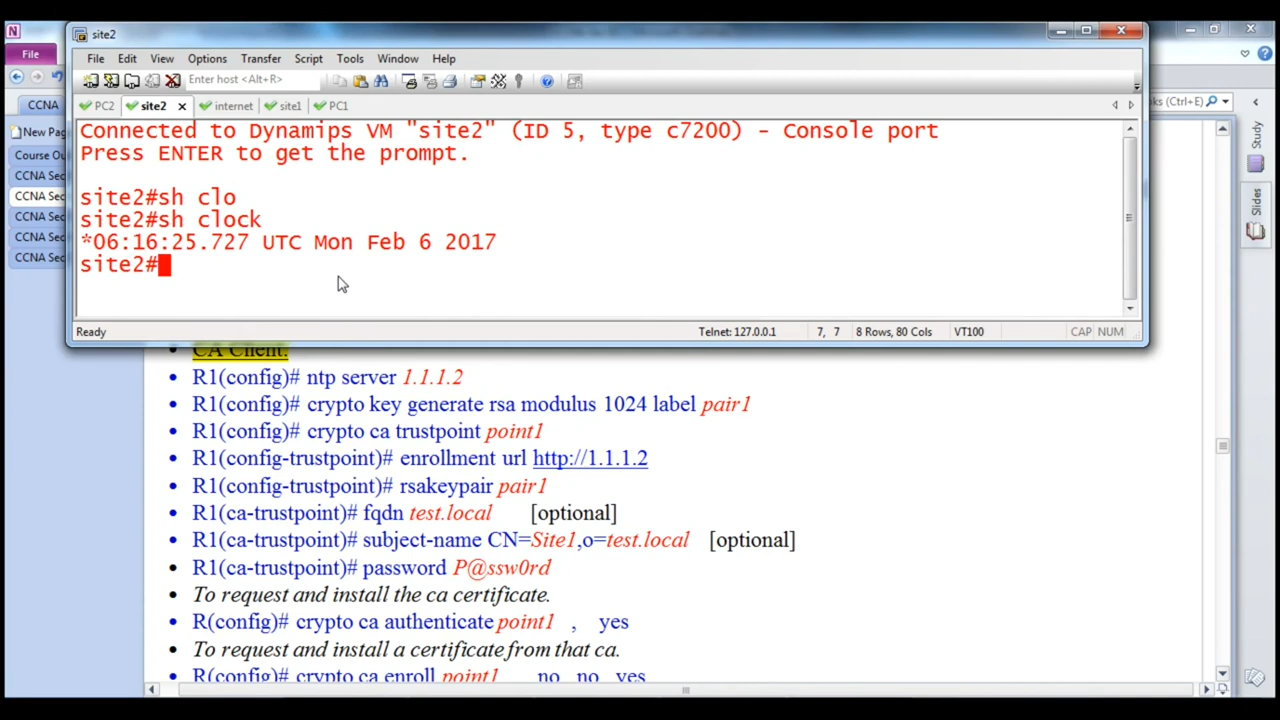 site2
File Edit View Options Transfer Script Tools Window Help
Enter host <Alt+R>
PC2 site2 x internet site1 PC1
Connected to Dynamips VM "site2" (ID 5, type c7200) - Console port
Press ENTER to get the prompt.
site2#sh clo
site2#sh clock
*06:16:25.727 UTC Mon Feb 6 2017
site2#
Ready Telnet: 127.0.0.1 7, 7 8 Rows, 80 Cols VT100 CAP NUM
File
CCNA
New Pag
Course Ou
CCNA Sec
CCNA Sec
CCNA Sec
CCNA Sec
CCNA Sec
ks (Ctrl+E)
Study
Slides
CA Client:
• R1(config)# ntp server 1.1.1.2
• R1(config)# crypto key generate rsa modulus 1024 label pair1
• R1(config)# crypto ca trustpoint point1
• R1(config-trustpoint)# enrollment url http://1.1.1.2
• R1(config-trustpoint)# rsakeypair pair1
• R1(ca-trustpoint)# fqdn test.local [optional]
• R1(ca-trustpoint)# subject-name CN=Site1,o=test.local [optional]
• R1(ca-trustpoint)# password P@ssw0rd
• To request and install the ca certificate.
• R(config)# crypto ca authenticate point1 , yes
• To request and install a certificate from that ca.
• R(config)# crypto ca enroll point1 no no yes